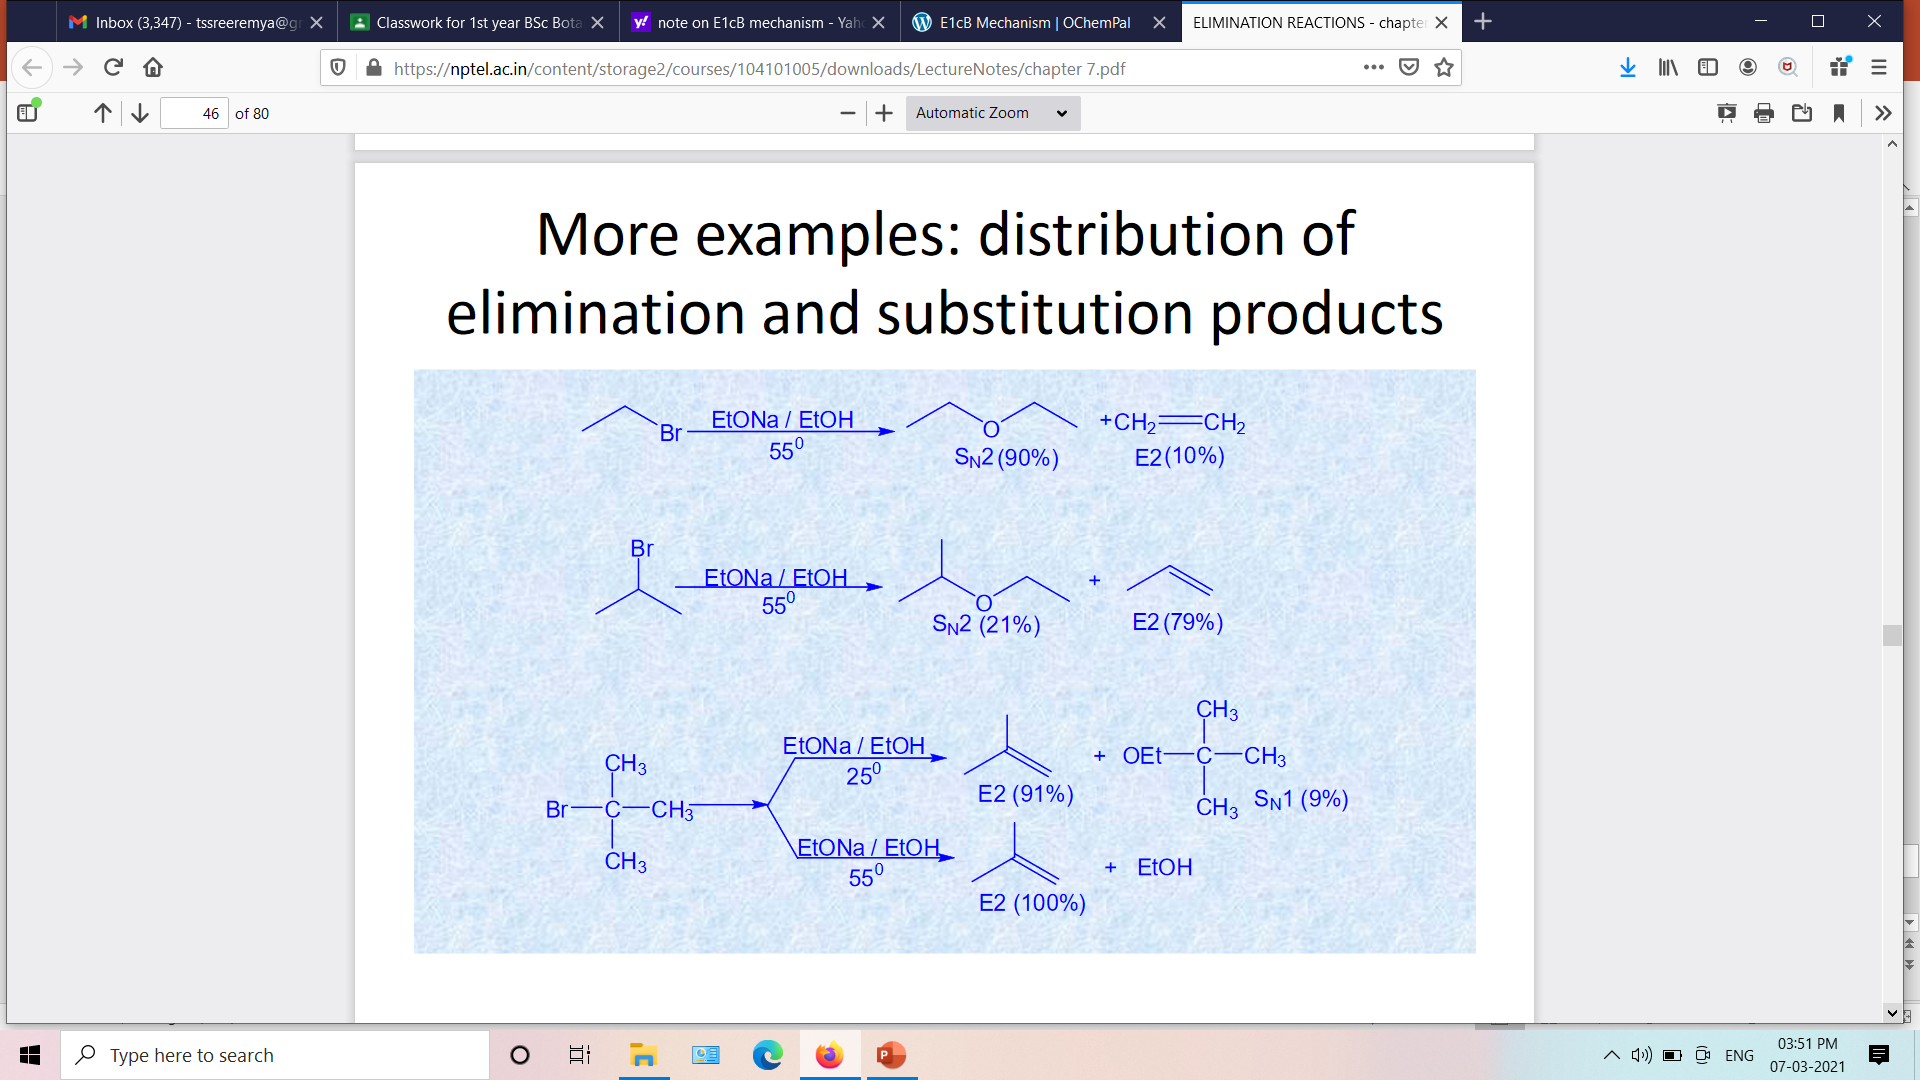 Inbox (3,347) - tssreeremya@g
Classwork for 1st year BSc Bota
note on E1cB mechanism - Yah
E1cB Mechanism | OChemPal
ELIMINATION REACTIONS - chapte
https://nptel.ac.in/content/storage2/courses/104101005/downloads/LectureNotes/chapter 7.pdf
46 of 80
Automatic Zoom
More examples: distribution of
elimination and substitution products
Br
EtONa / EtOH
55⁰
O
+CH₂=CH₂
SN2 (90%)
E2 (10%)
Br
EtONa / EtOH
55⁰
O
+
SN2 (21%)
E2 (79%)
CH₃
Br—C—CH₃
CH₃
EtONa / EtOH
25⁰
E2 (91%)
+
CH₃
OEt—C—CH₃
CH₃
SN1 (9%)
EtONa / EtOH
55⁰
+ EtOH
E2 (100%)
Type here to search
ENG
03:51 PM
07-03-2021